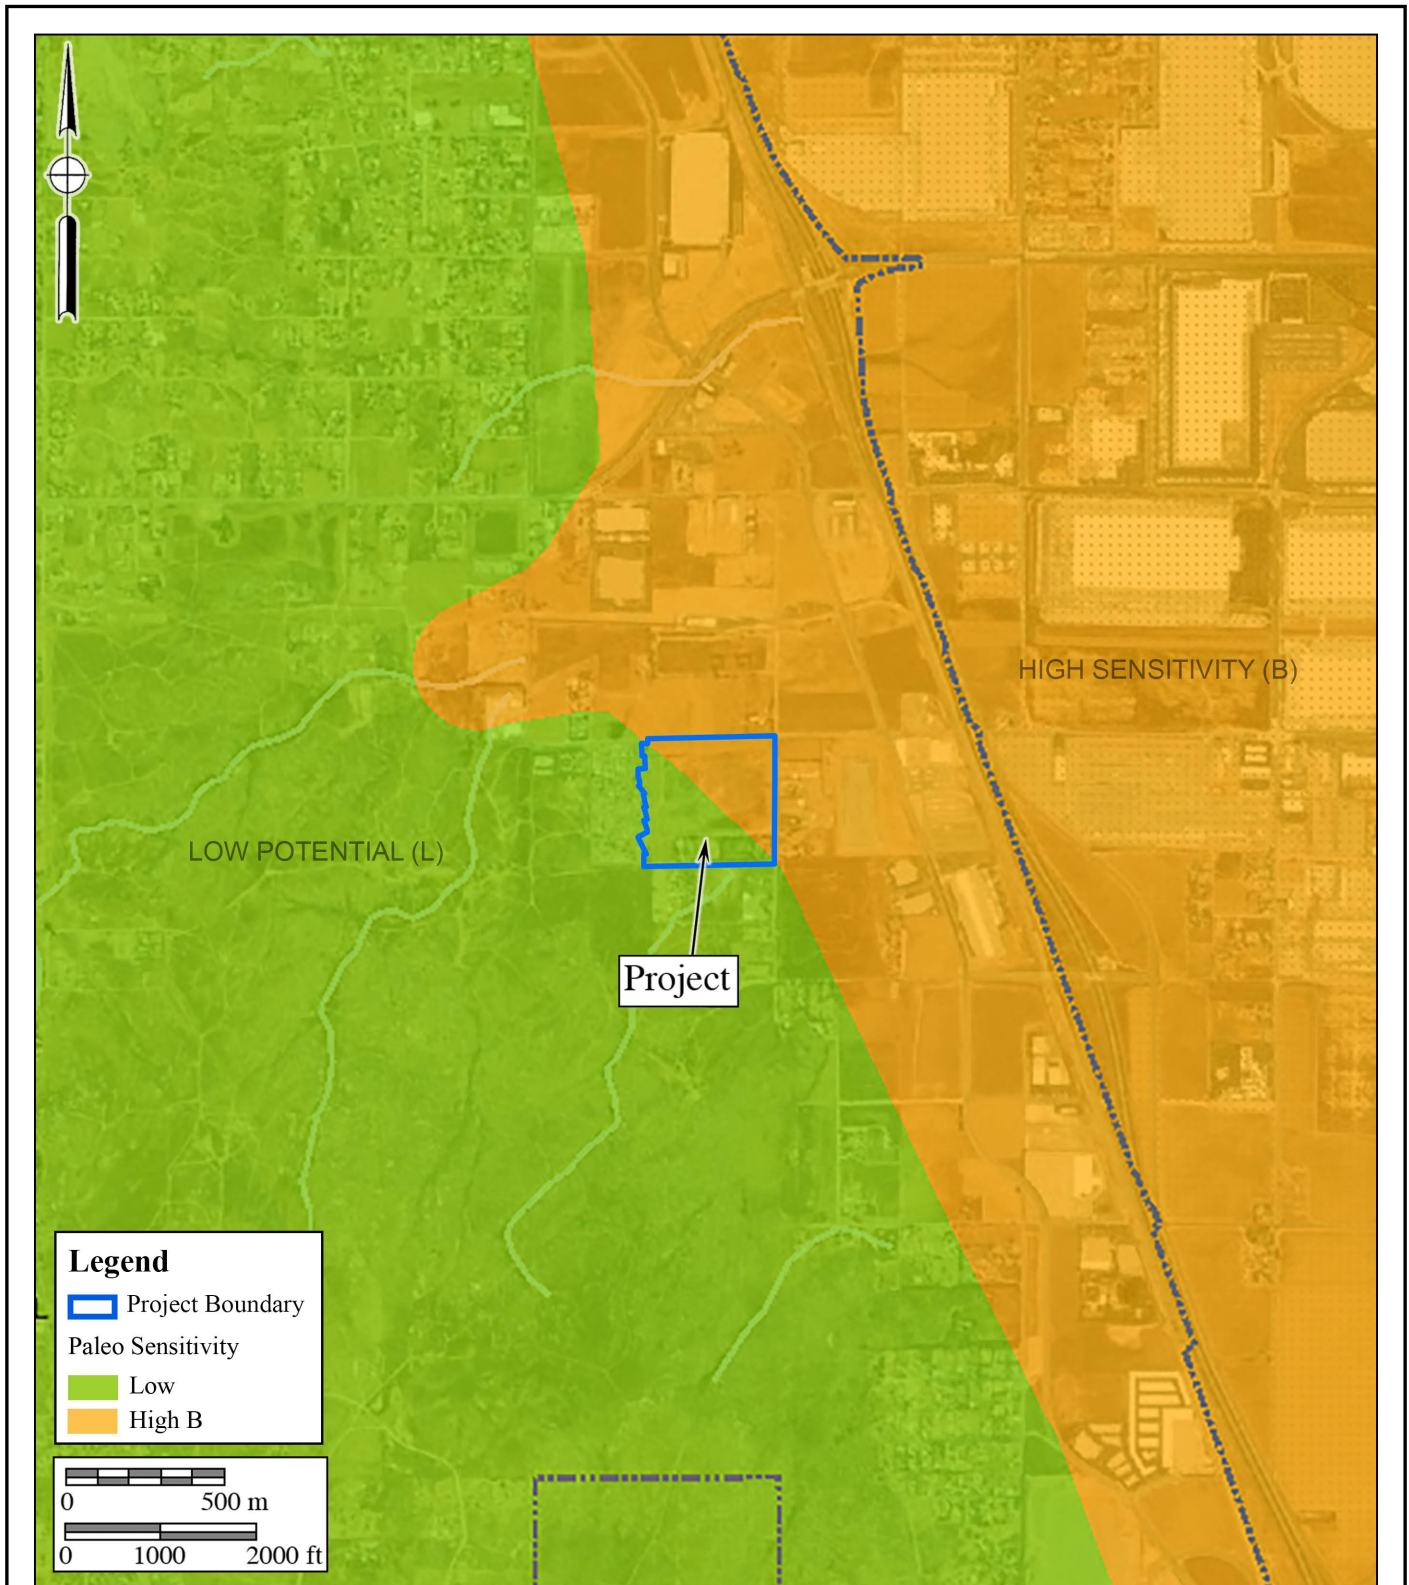 HIGH SENSITIVITY (B)
LOW POTENTIAL (L)
Project
Legend
Project Boundary
Paleo Sensitivity
Low
High B
0 500 m
0 1000 2000 ft